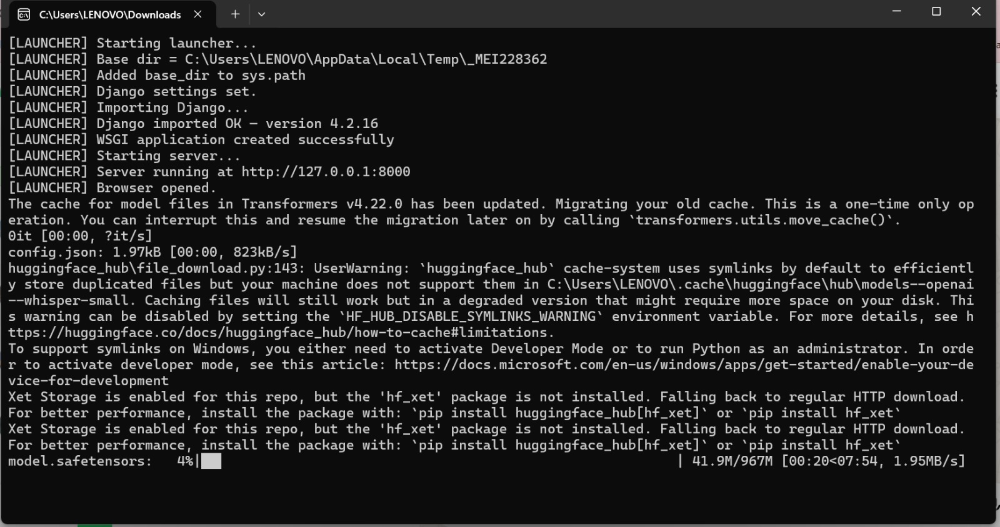 C:\Users\LENOVO\Downloads
[LAUNCHER] Starting launcher...
[LAUNCHER] Base dir = C:\Users\LENOVO\AppData\Local\Temp\_MEI228362
[LAUNCHER] Added base_dir to sys.path
[LAUNCHER] Django settings set.
[LAUNCHER] Importing Django...
[LAUNCHER] Django imported OK — version 4.2.16
[LAUNCHER] WSGI application created successfully
[LAUNCHER] Starting server...
[LAUNCHER] Server running at http://127.0.0.1:8000
[LAUNCHER] Browser opened.
The cache for model files in Transformers v4.22.0 has been updated. Migrating your old cache. This is a one-time only op
eration. You can interrupt this and resume the migration later on by calling `transformers.utils.move_cache()`.
0it [00:00, ?it/s]
config.json: 1.97kB [00:00, 823kB/s]
huggingface_hub\file_download.py:143: UserWarning: `huggingface_hub` cache-system uses symlinks by default to efficientl
y store duplicated files but your machine does not support them in C:\Users\LENOVO\.cache\huggingface\hub\models--openai
--whisper-small. Caching files will still work but in a degraded version that might require more space on your disk. Thi
s warning can be disabled by setting the `HF_HUB_DISABLE_SYMLINKS_WARNING` environment variable. For more details, see h
ttps://huggingface.co/docs/huggingface_hub/how-to-cache#limitations.
To support symlinks on Windows, you either need to activate Developer Mode or to run Python as an administrator. In orde
r to activate developer mode, see this article: https://docs.microsoft.com/en-us/windows/apps/get-started/enable-your-de
vice-for-development
Xet Storage is enabled for this repo, but the 'hf_xet' package is not installed. Falling back to regular HTTP download.
For better performance, install the package with: `pip install huggingface_hub[hf_xet]` or `pip install hf_xet`
Xet Storage is enabled for this repo, but the 'hf_xet' package is not installed. Falling back to regular HTTP download.
For better performance, install the package with: `pip install huggingface_hub[hf_xet]` or `pip install hf_xet`
model.safetensors:   4%|██ | 41.9M/967M [00:20<07:54, 1.95MB/s]